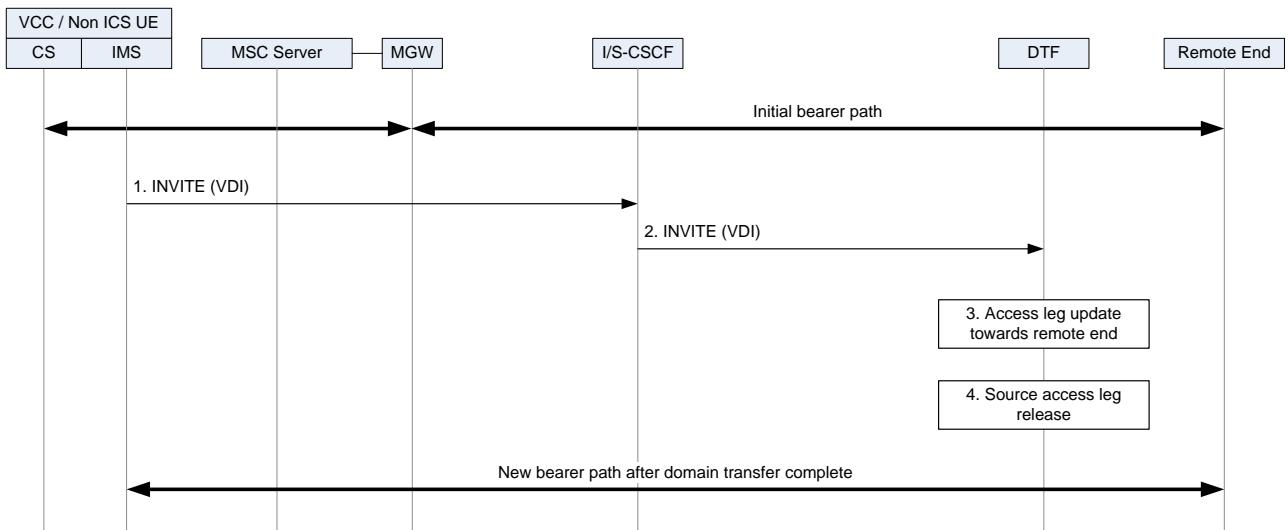 VCC / Non ICS UE
CS
IMS
MSC Server
MGW
I/S-CSCF
DTF
Remote End
Initial bearer path
1. INVITE (VDI)
2. INVITE (VDI)
3. Access leg update
towards remote end
4. Source access leg
release
New bearer path after domain transfer complete